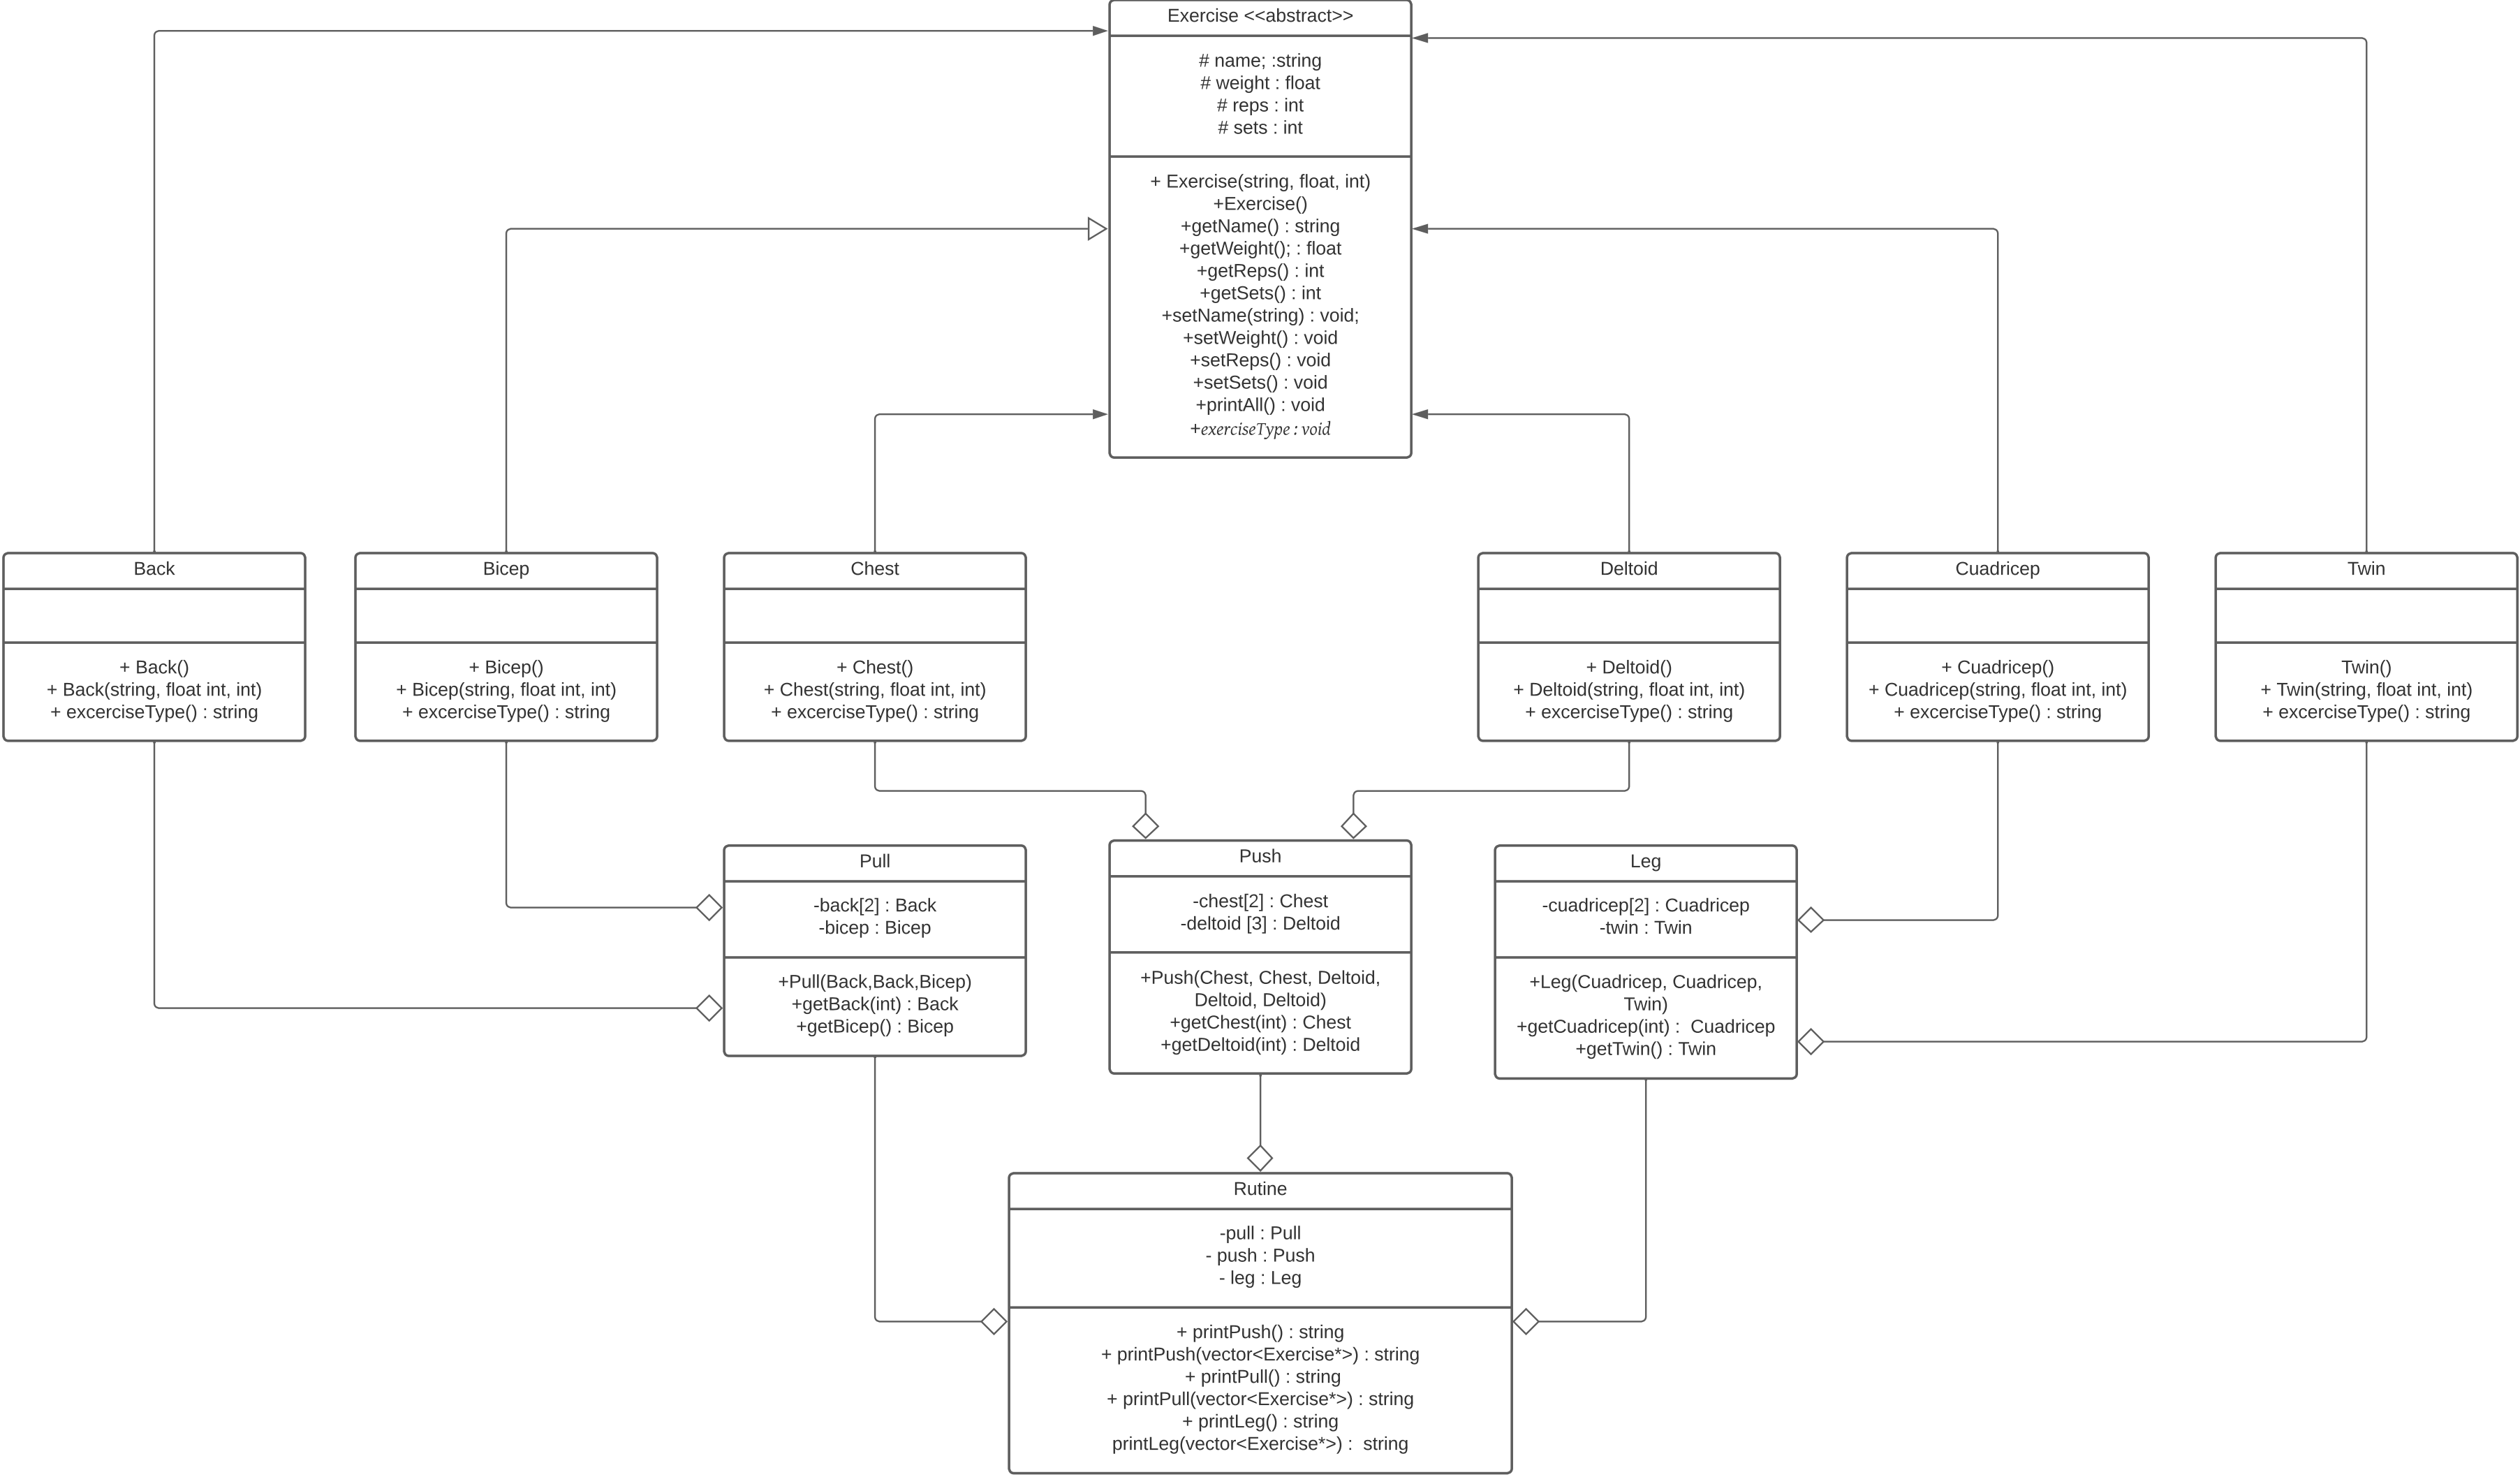 Exercise <<abstract>>
# name; :string
# weight : float
# reps : int
# sets : int
+ Exercise(string, float, int)
+Exercise()
+getName() : string
+getWeight(); : float
+getReps() : int
+getSets() : int
+setName(string) : void;
+setWeight() : void
+setReps() : void
+setSets() : void
+printAll() : void
+exerciseType : void
Back
+ Back()
+ Back(string, float int, int)
+ excerciseType() : string
Bicep
+ Bicep()
+ Bicep(string, float int, int)
+ excerciseType() : string
Chest
+ Chest()
+ Chest(string, float int, int)
+ excerciseType() : string
Deltoid
+ Deltoid()
+ Deltoid(string, float int, int)
+ excerciseType() : string
Cuadricep
+ Cuadricep()
+ Cuadricep(string, float int, int)
+ excerciseType() : string
Twin
Twin()
+ Twin(string, float int, int)
+ excerciseType() : string
Pull
-back[2] : Back
-bicep : Bicep
+Pull(Back,Back,Bicep)
+getBack(int) : Back
+getBicep() : Bicep
Push
-chest[2] : Chest
-deltoid [3] : Deltoid
+Push(Chest, Chest, Deltoid,
Deltoid, Deltoid)
+getChest(int) : Chest
+getDeltoid(int) : Deltoid
Leg
-cuadricep[2] : Cuadricep
-twin : Twin
+Leg(Cuadricep, Cuadricep,
Twin)
+getCuadricep(int) :  Cuadricep
+getTwin() : Twin
Rutine
-pull : Pull
- push : Push
- leg : Leg
+ printPush() : string
+ printPush(vector<Exercise*>) : string
+ printPull() : string
+ printPull(vector<Exercise*>) : string
+ printLeg() : string
printLeg(vector<Exercise*>) :  string